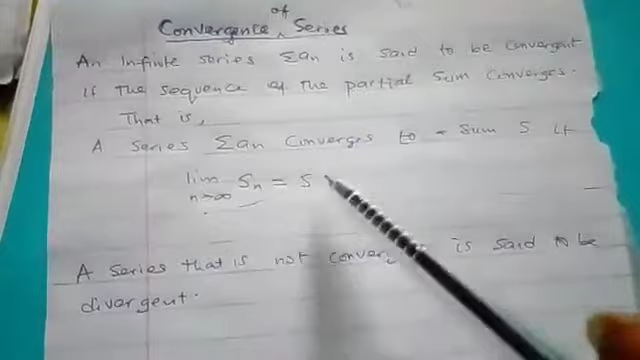 Convergence of Series
An Infinite series Σan is said to be convergent
if The sequence of The partial Sum Converges.
That is,
A series Σan Converges to a sum S if
lim Sn = S
n→∞
A series that is not is said to be
divergent.